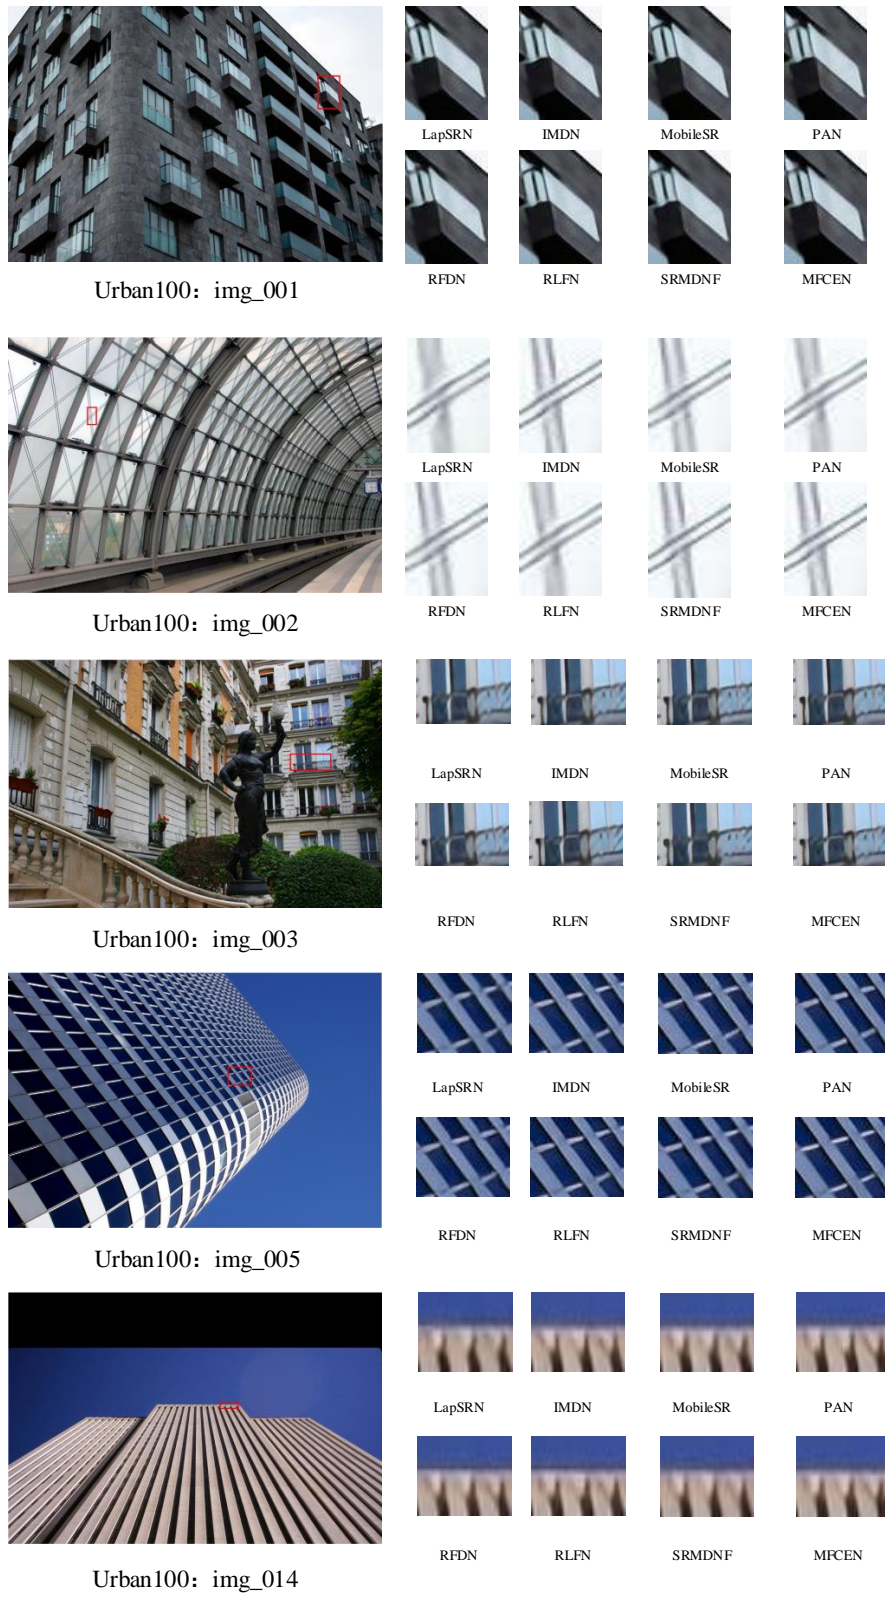 LapSRN IMDN MobileSR PAN
RFDN RLFN SRMDNF MFCEN
Urban100：img_001
LapSRN IMDN MobileSR PAN
RFDN RLFN SRMDNF MFCEN
Urban100：img_002
LapSRN IMDN MobileSR PAN
RFDN RLFN SRMDNF MFCEN
Urban100：img_003
LapSRN IMDN MobileSR PAN
RFDN RLFN SRMDNF MFCEN
Urban100：img_005
LapSRN IMDN MobileSR PAN
RFDN RLFN SRMDNF MFCEN
Urban100：img_014